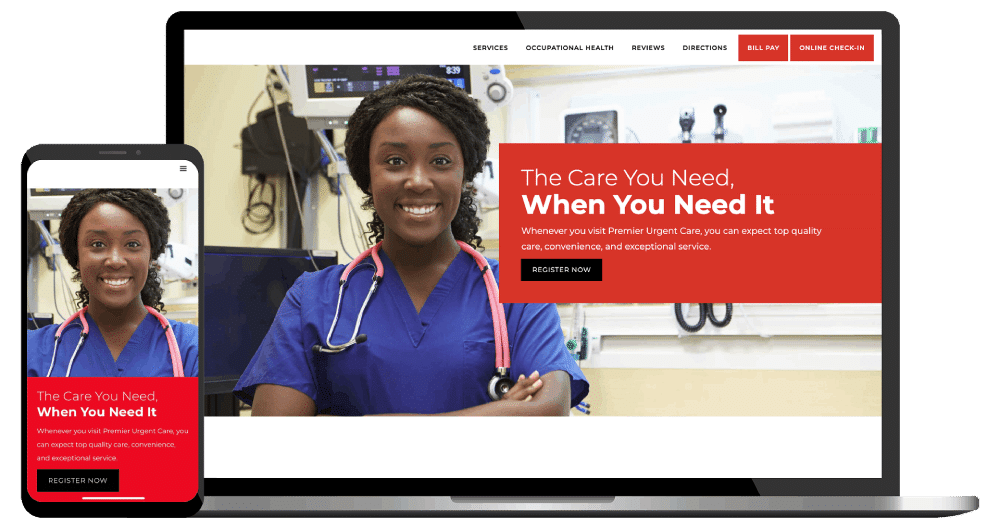 SERVICES OCCUPATIONAL HEALTH REVIEWS DIRECTIONS BILL PAY ONLINE CHECK-IN
8:39
The Care You Need,
When You Need It
Whenever you visit Premier Urgent Care, you can expect top quality
care, convenience, and exceptional service.
REGISTER NOW
The Care You Need,
When You Need It
Whenever you visit Premier Urgent Care, you
can expect top quality care, convenience,
and exceptional service.
REGISTER NOW